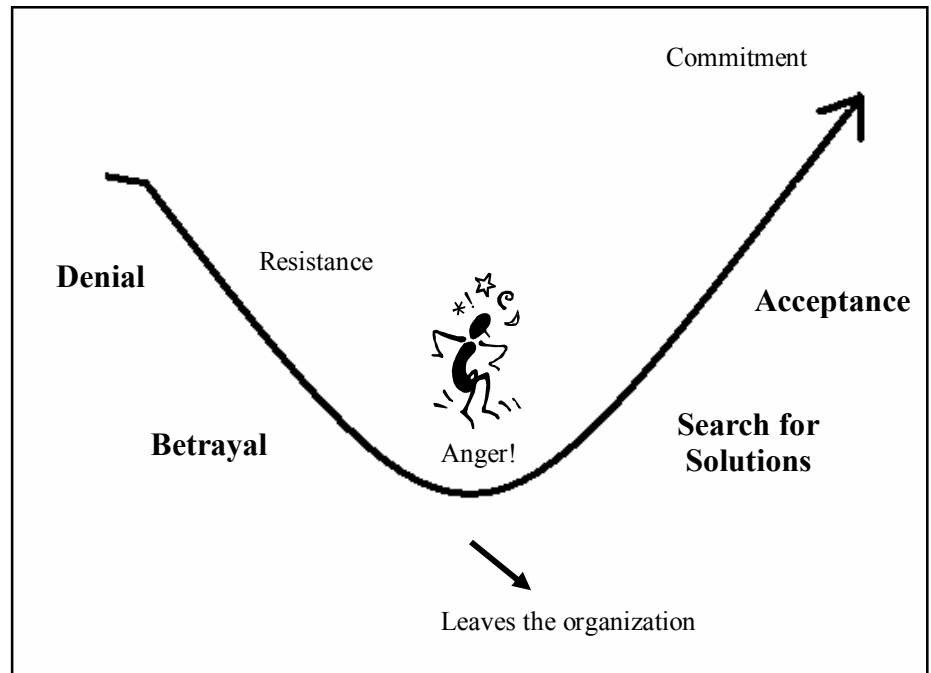 Commitment
Denial
Resistance
*!
Anger!
Betrayal
Acceptance
Search for
Solutions
Leaves the organization